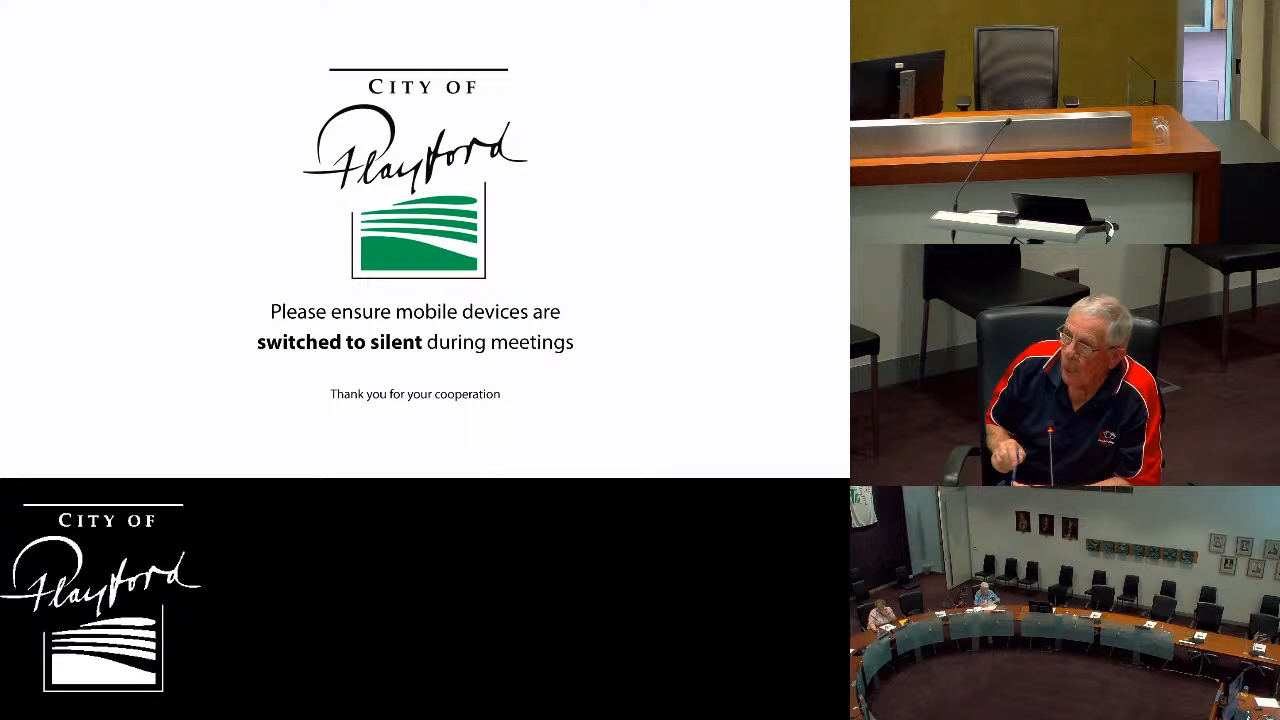 CITY OF
Playford
Please ensure mobile devices are
switched to silent during meetings
Thank you for your cooperation
CITY OF
Playford